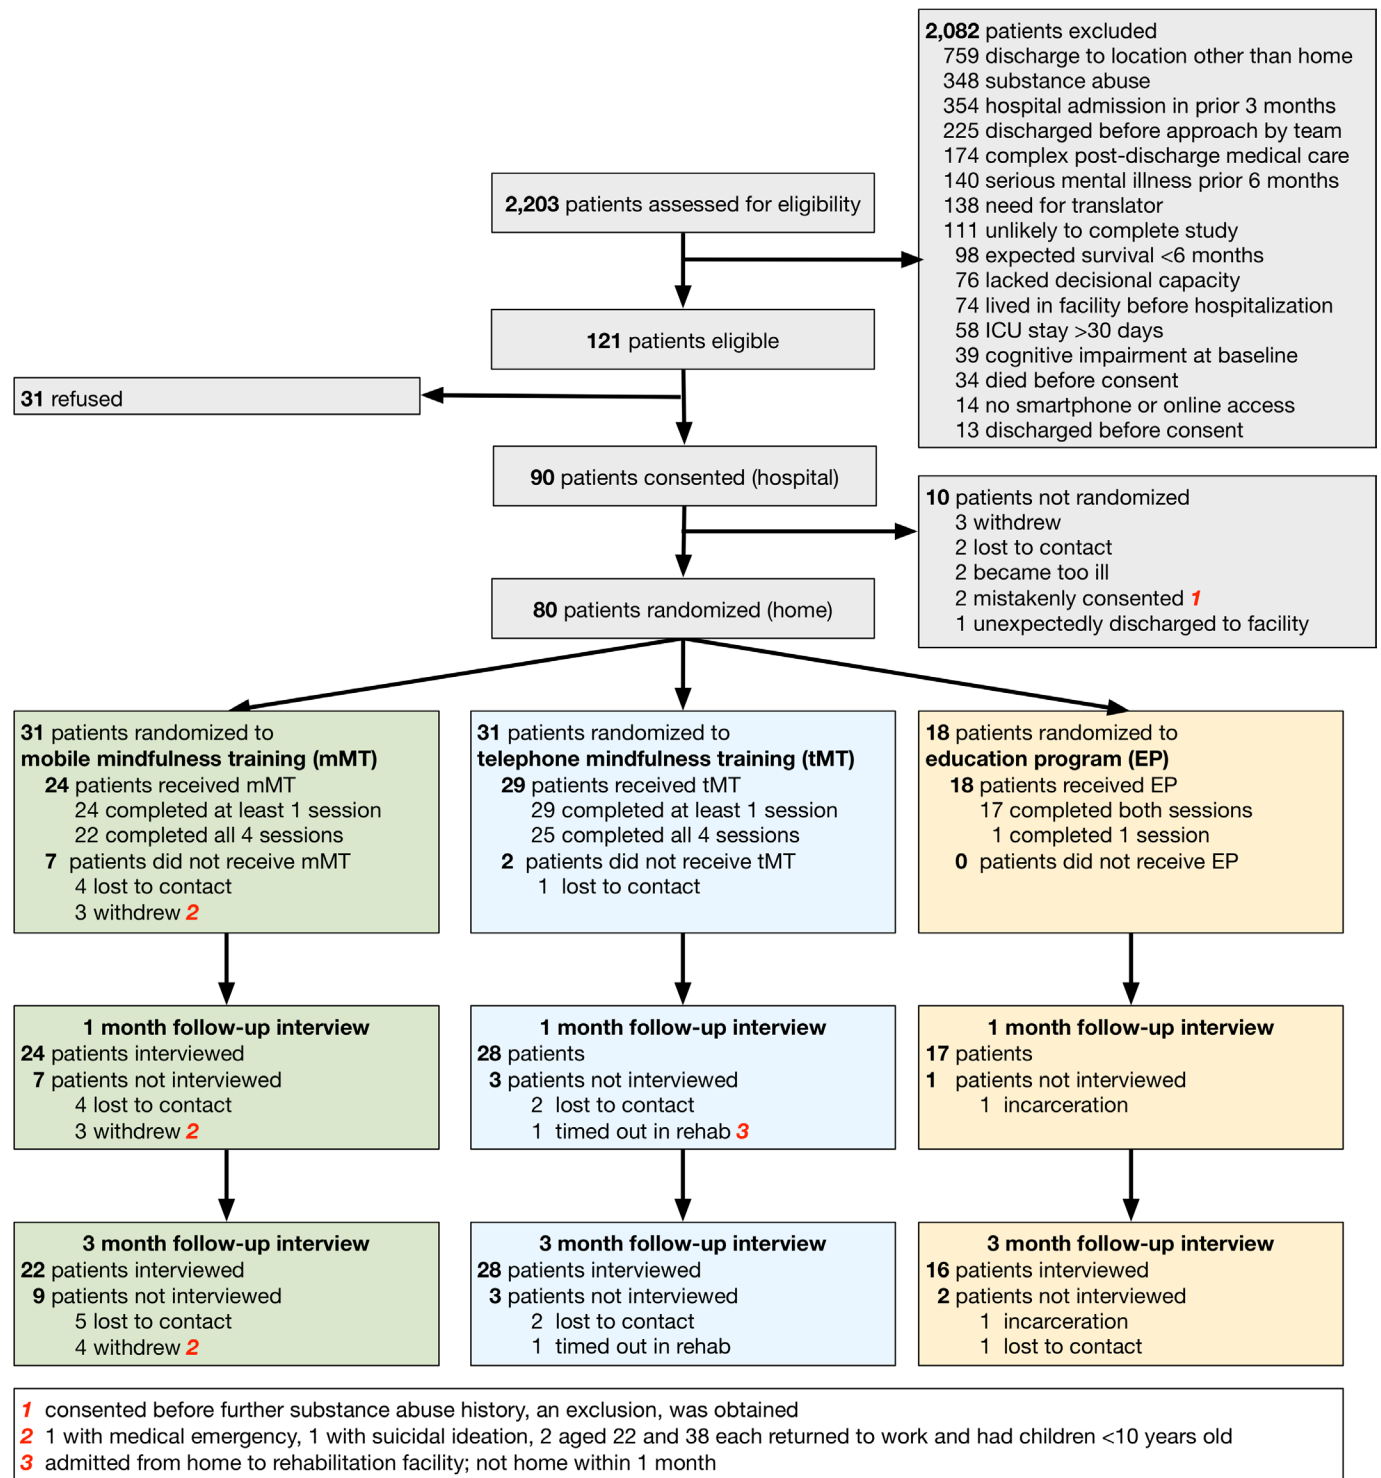 2,082 patients excluded
759 discharge to location other than home
348 substance abuse
354 hospital admission in prior 3 months
225 discharged before approach by team
174 complex post-discharge medical care
140 serious mental illness prior 6 months
138 need for translator
111 unlikely to complete study
98 expected survival <6 months
76 lacked decisional capacity
74 lived in facility before hospitalization
58 ICU stay >30 days
39 cognitive impairment at baseline
34 died before consent
14 no smartphone or online access
13 discharged before consent
2,203 patients assessed for eligibility
121 patients eligible
31 refused
90 patients consented (hospital)
10 patients not randomized
3 withdrew
2 lost to contact
2 became too ill
2 mistakenly consented 1
1 unexpectedly discharged to facility
80 patients randomized (home)
31 patients randomized to
mobile mindfulness training (mMT)
24 patients received mMT
24 completed at least 1 session
22 completed all 4 sessions
7 patients did not receive mMT
4 lost to contact
3 withdrew 2
31 patients randomized to
telephone mindfulness training (tMT)
29 patients received tMT
29 completed at least 1 session
25 completed all 4 sessions
2 patients did not receive tMT
1 lost to contact
18 patients randomized to
education program (EP)
18 patients received EP
17 completed both sessions
1 completed 1 session
0 patients did not receive EP
1 month follow-up interview
24 patients interviewed
7 patients not interviewed
4 lost to contact
3 withdrew 2
1 month follow-up interview
28 patients
3 patients not interviewed
2 lost to contact
1 timed out in rehab 3
1 month follow-up interview
17 patients
1 patients not interviewed
1 incarceration
3 month follow-up interview
22 patients interviewed
9 patients not interviewed
5 lost to contact
4 withdrew 2
3 month follow-up interview
28 patients interviewed
3 patients not interviewed
2 lost to contact
1 timed out in rehab
3 month follow-up interview
16 patients interviewed
2 patients not interviewed
1 incarceration
1 lost to contact
1 consented before further substance abuse history, an exclusion, was obtained
2 1 with medical emergency, 1 with suicidal ideation, 2 aged 22 and 38 each returned to work and had children <10 years old
3 admitted from home to rehabilitation facility; not home within 1 month